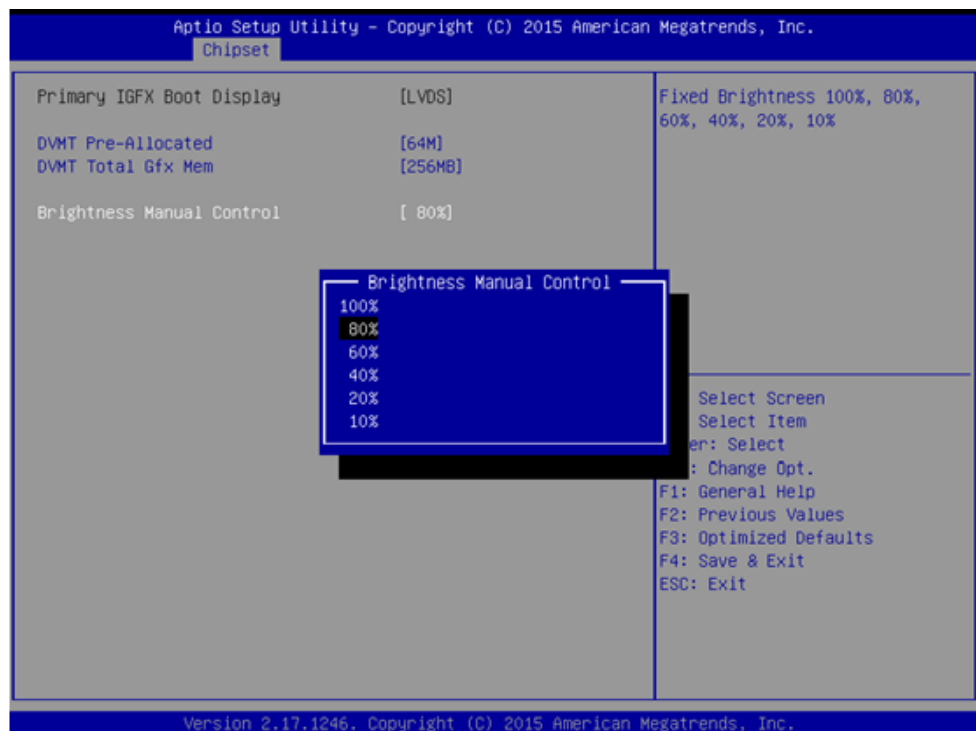 Aptio Setup Utility – Copyright (C) 2015 American Megatrends, Inc.
Chipset
Primary IGFX Boot Display [LVDS]
DVMT Pre-Allocated [64M]
DVMT Total Gfx Mem [256MB]
Brightness Manual Control [ 80%]
Fixed Brightness 100%, 80%,
60%, 40%, 20%, 10%
Brightness Manual Control
100%
80%
60%
40%
20%
10%
Select Screen
Select Item
er: Select
: Change Opt.
F1: General Help
F2: Previous Values
F3: Optimized Defaults
F4: Save & Exit
ESC: Exit
Version 2.17.1246. Copyright (C) 2015 American Megatrends, Inc.